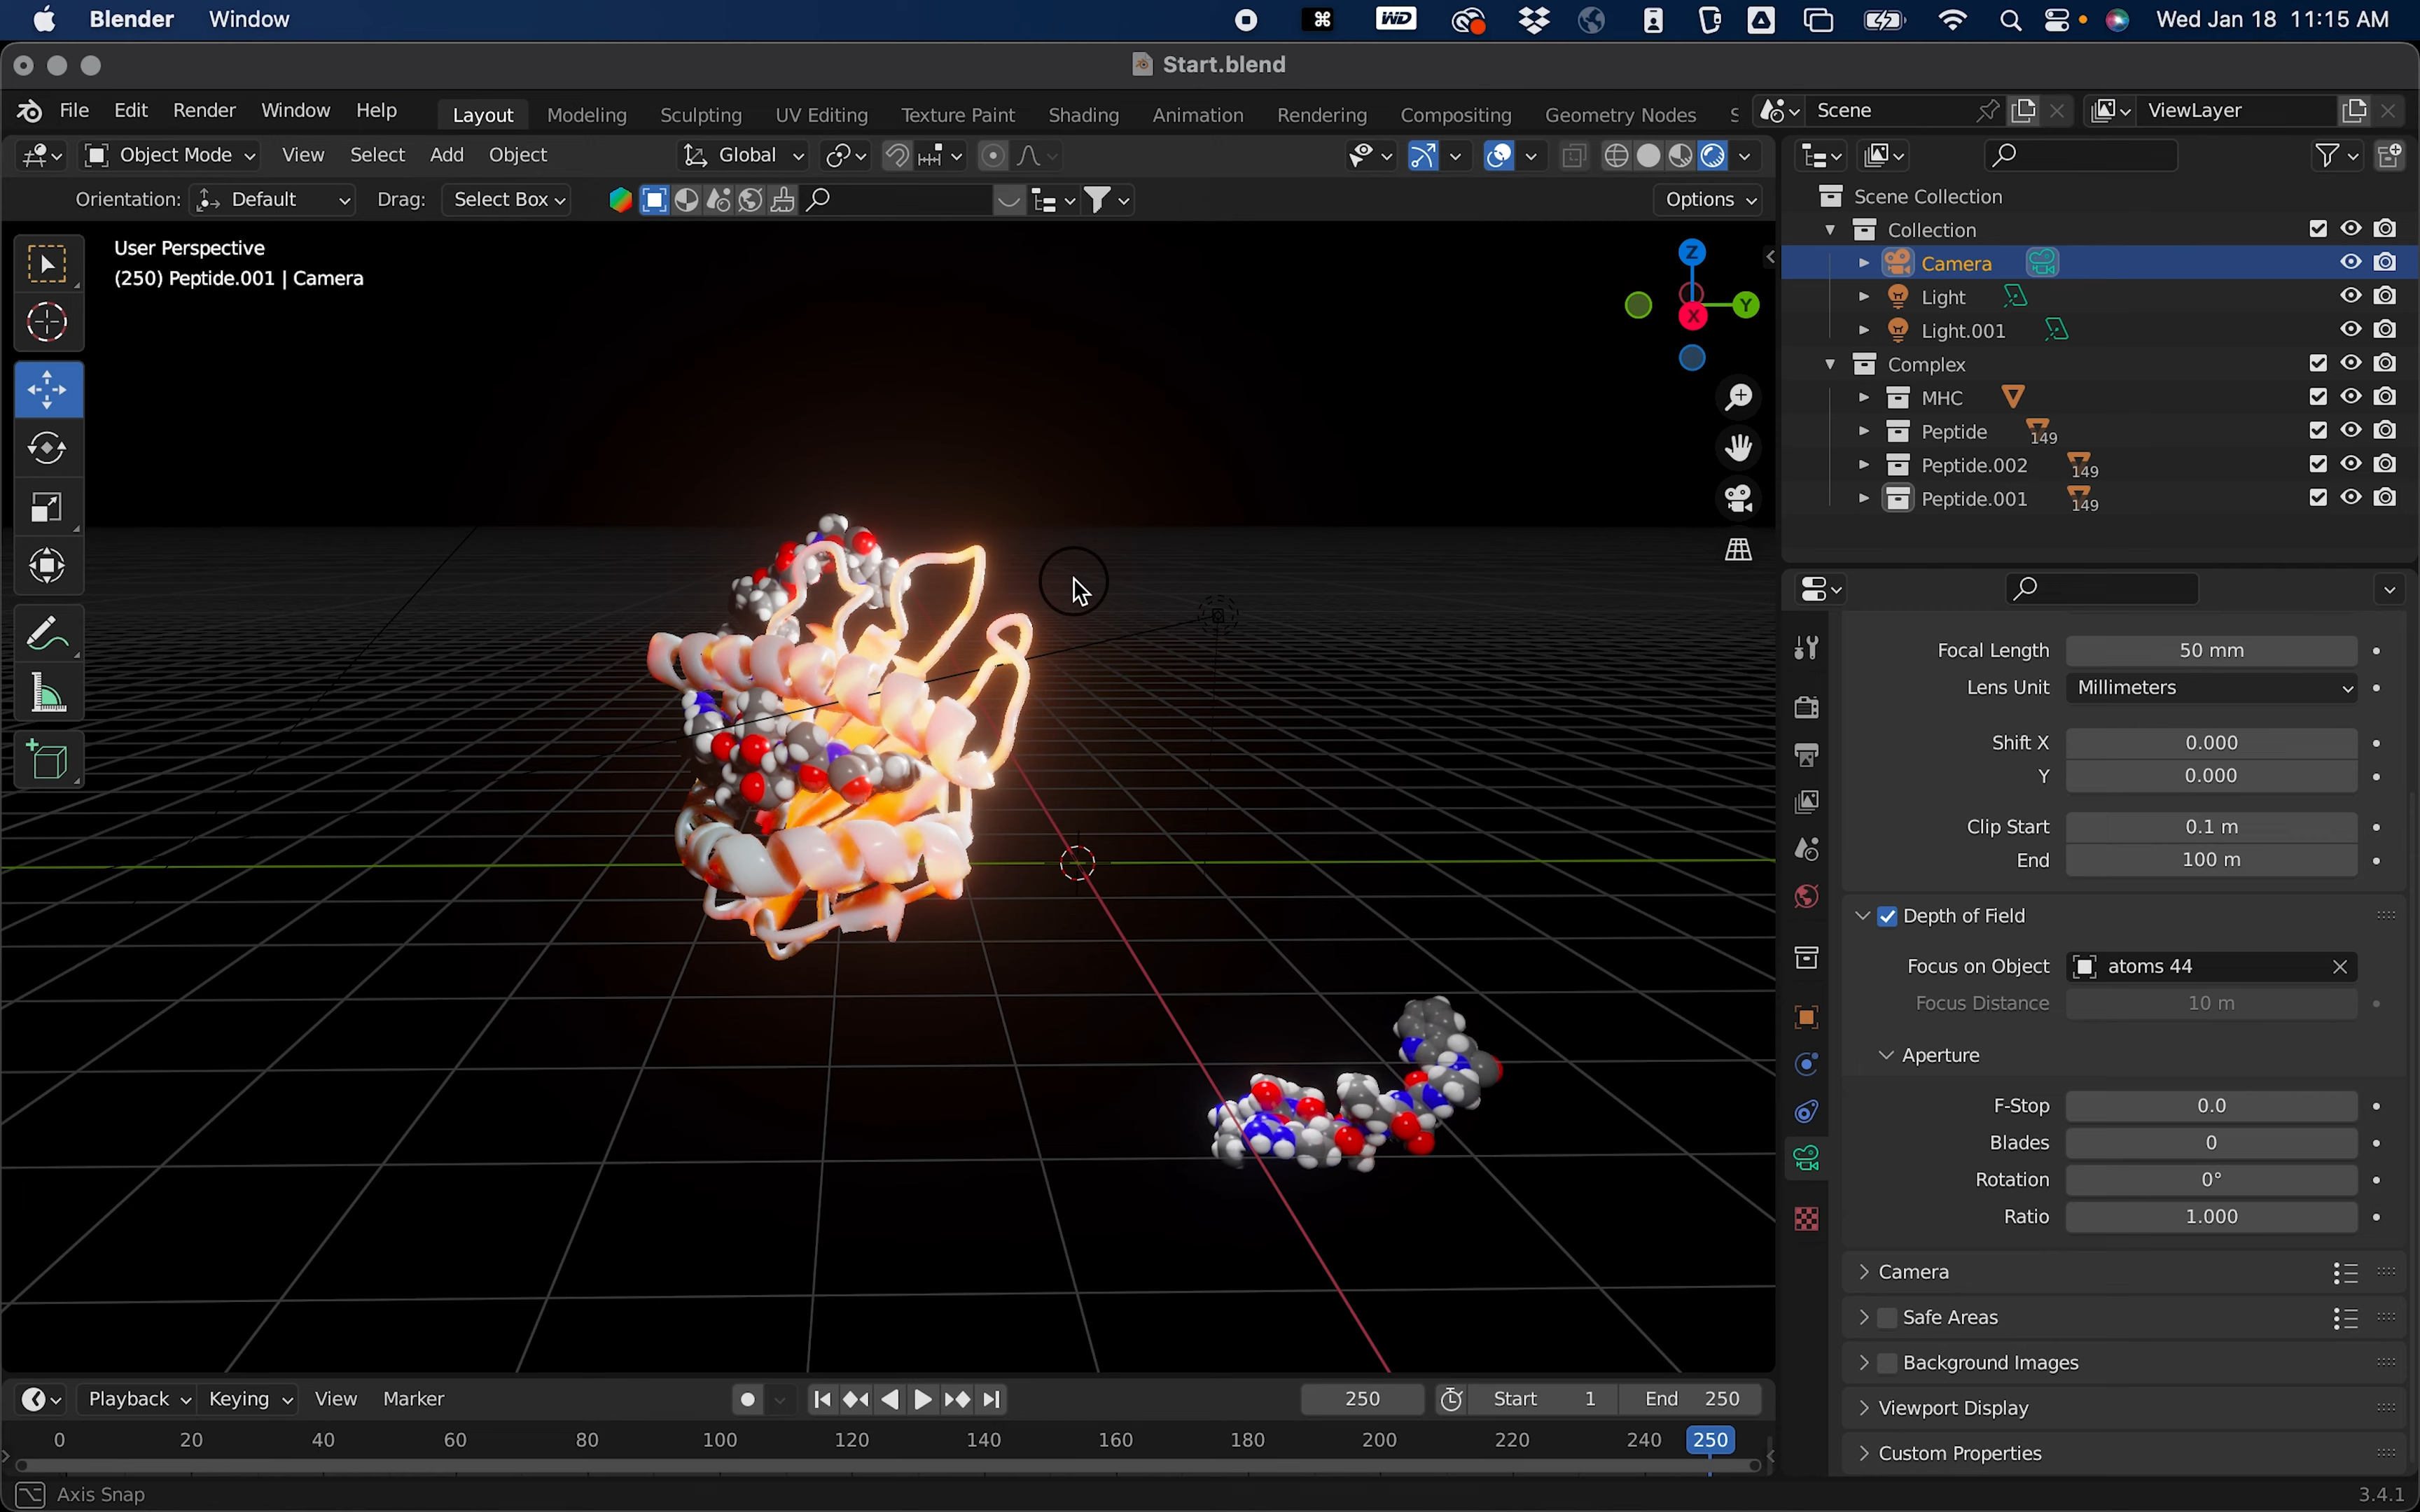 Blender Window
WD
Wed Jan 18 11:15 AM
Start.blend
File Edit Render Window Help
Layout Modeling Sculpting UV Editing Texture Paint Shading Animation Rendering Compositing Geometry Nodes
Scene
ViewLayer
Object Mode View Select Add Object
Global
Orientation: Default Drag: Select Box
Options
User Perspective
(250) Peptide.001 | Camera
Z
Y
X
Scene Collection
Collection
Camera
Light
Light.001
Complex
MHC
Peptide 149
Peptide.002 149
Peptide.001 149
Focal Length 50 mm
Lens Unit Millimeters
Shift X 0.000
Y 0.000
Clip Start 0.1 m
End 100 m
Depth of Field
Focus on Object atoms 44
Focus Distance 10 m
Aperture
F-Stop 0.0
Blades 0
Rotation 0°
Ratio 1.000
Camera
Safe Areas
Background Images
Viewport Display
Custom Properties
Playback Keying View Marker
250 Start 1 End 250
0 20 40 60 80 100 120 140 160 180 200 220 240 250
Axis Snap
3.4.1